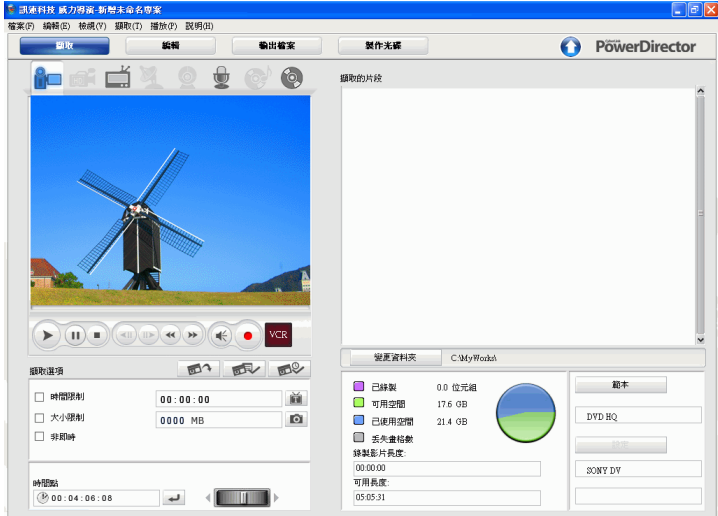 訊連科技 威力導演-新增未命名專案
檔案(F) 編輯(E) 檢視(V) 擷取(T) 播放(P) 説明(H)
擷取 編輯 輸出檔案 製作光碟
PowerDirector
擷取的片段
VCR
變更資料夾 C:\MyWorks\
擷取選項
時間限制 00:00:00
大小限制 0000 MB
非即時
時間點
00:04:06:08
已錄製 0.0 位元組
可用空間 17.6 GB
已使用空間 21.4 GB
丟失畫格數
錄製影片長度:
00:00:00
可用長度:
05:05:31
範本
DVD HQ
設定
SONY DV